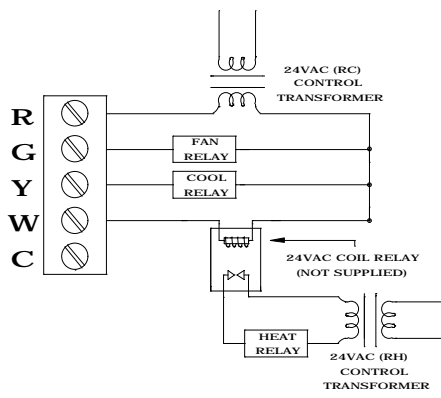 24VAC (RC)
CONTROL
TRANSFORMER
R
G
Y
W
C
FAN
RELAY
COOL
RELAY
24VAC COIL RELAY
(NOT SUPPLIED)
HEAT
RELAY
24VAC (RH)
CONTROL
TRANSFORMER